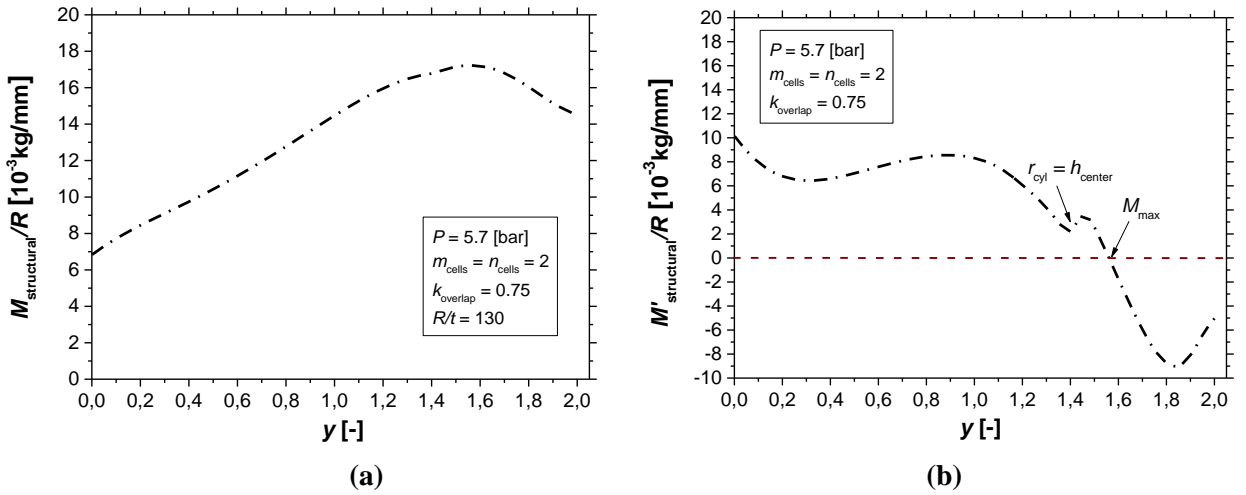 (a)
M_structural/R [10⁻³kg/mm]
20
18
16
14
12
10
8
6
4
2
0
P = 5.7 [bar]
m_cells = n_cells = 2
k_overlap = 0.75
R/t = 130
0,0 0,2 0,4 0,6 0,8 1,0 1,2 1,4 1,6 1,8 2,0
y [-]
(a)
(b)
M'_structural/R [10⁻³kg/mm]
20
18
16
14
12
10
8
6
4
2
0
-2
-4
-6
-8
-10
P = 5.7 [bar]
m_cells = n_cells = 2
k_overlap = 0.75
r_cyl = h_center
M_max
0,0 0,2 0,4 0,6 0,8 1,0 1,2 1,4 1,6 1,8 2,0
y [-]
(b)